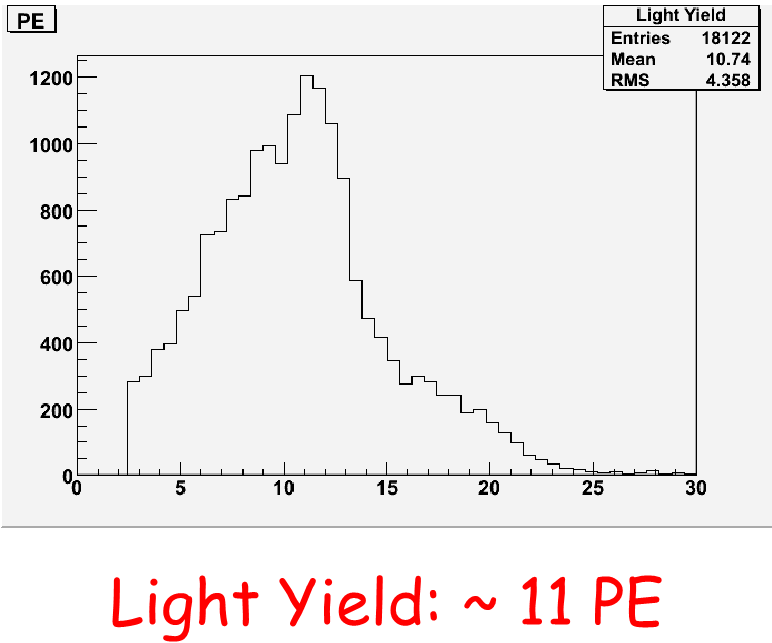 PE
Light Yield
Entries 18122
Mean 10.74
RMS 4.358
1200
1000
800
600
400
200
0
0 5 10 15 20 25 30
Light Yield: ~ 11 PE